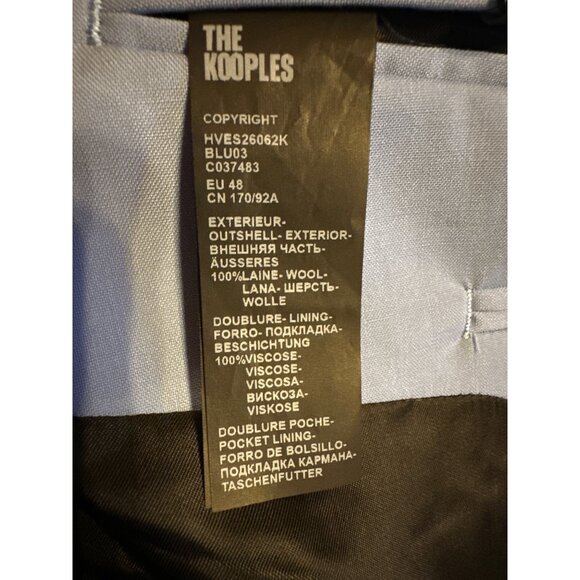 THE
KOOPLES
COPYRIGHT
HVES26062K
BLU03
C037483
EU 48
CN 170/92A
EXTERIEUR-
OUTSHELL- EXTERIOR-
ВНЕШНЯЯ ЧАСТЬ-
ÄUSSERES
100%LAINE- WOOL-
LANA- ШЕРСТЬ-
WOLLE
DOUBLURE- LINING-
FORRO- ПОДКЛАДКА-
BESCHICHTUNG
100%VISCOSE-
VISCOSE-
VISCOSA-
ВИСКОЗА-
VISKOSE
DOUBLURE POCHE-
POCKET LINING-
FORRO DE BOLSILLO-
ПОДКЛАДКА КАРМАНА-
TASCHENFUTTER